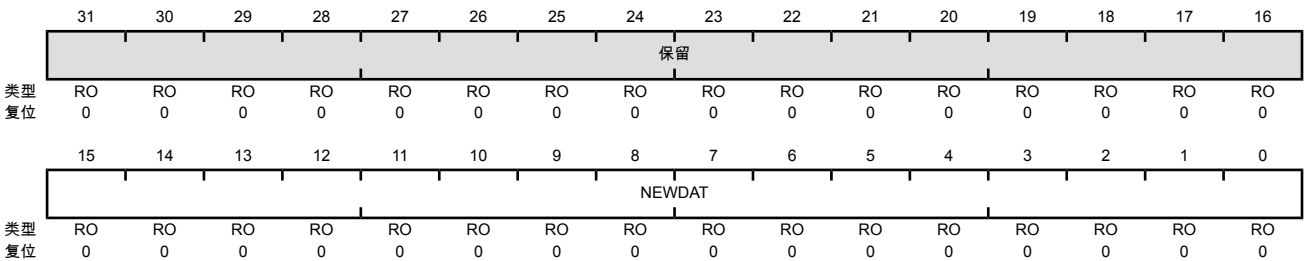 31 30 29 28 27 26 25 24 23 22 21 20 19 18 17 16
保留
类型 RO RO RO RO RO RO RO RO RO RO RO RO RO RO RO RO
复位 0 0 0 0 0 0 0 0 0 0 0 0 0 0 0 0
15 14 13 12 11 10 9 8 7 6 5 4 3 2 1 0
NEWDAT
类型 RO RO RO RO RO RO RO RO RO RO RO RO RO RO RO RO
复位 0 0 0 0 0 0 0 0 0 0 0 0 0 0 0 0